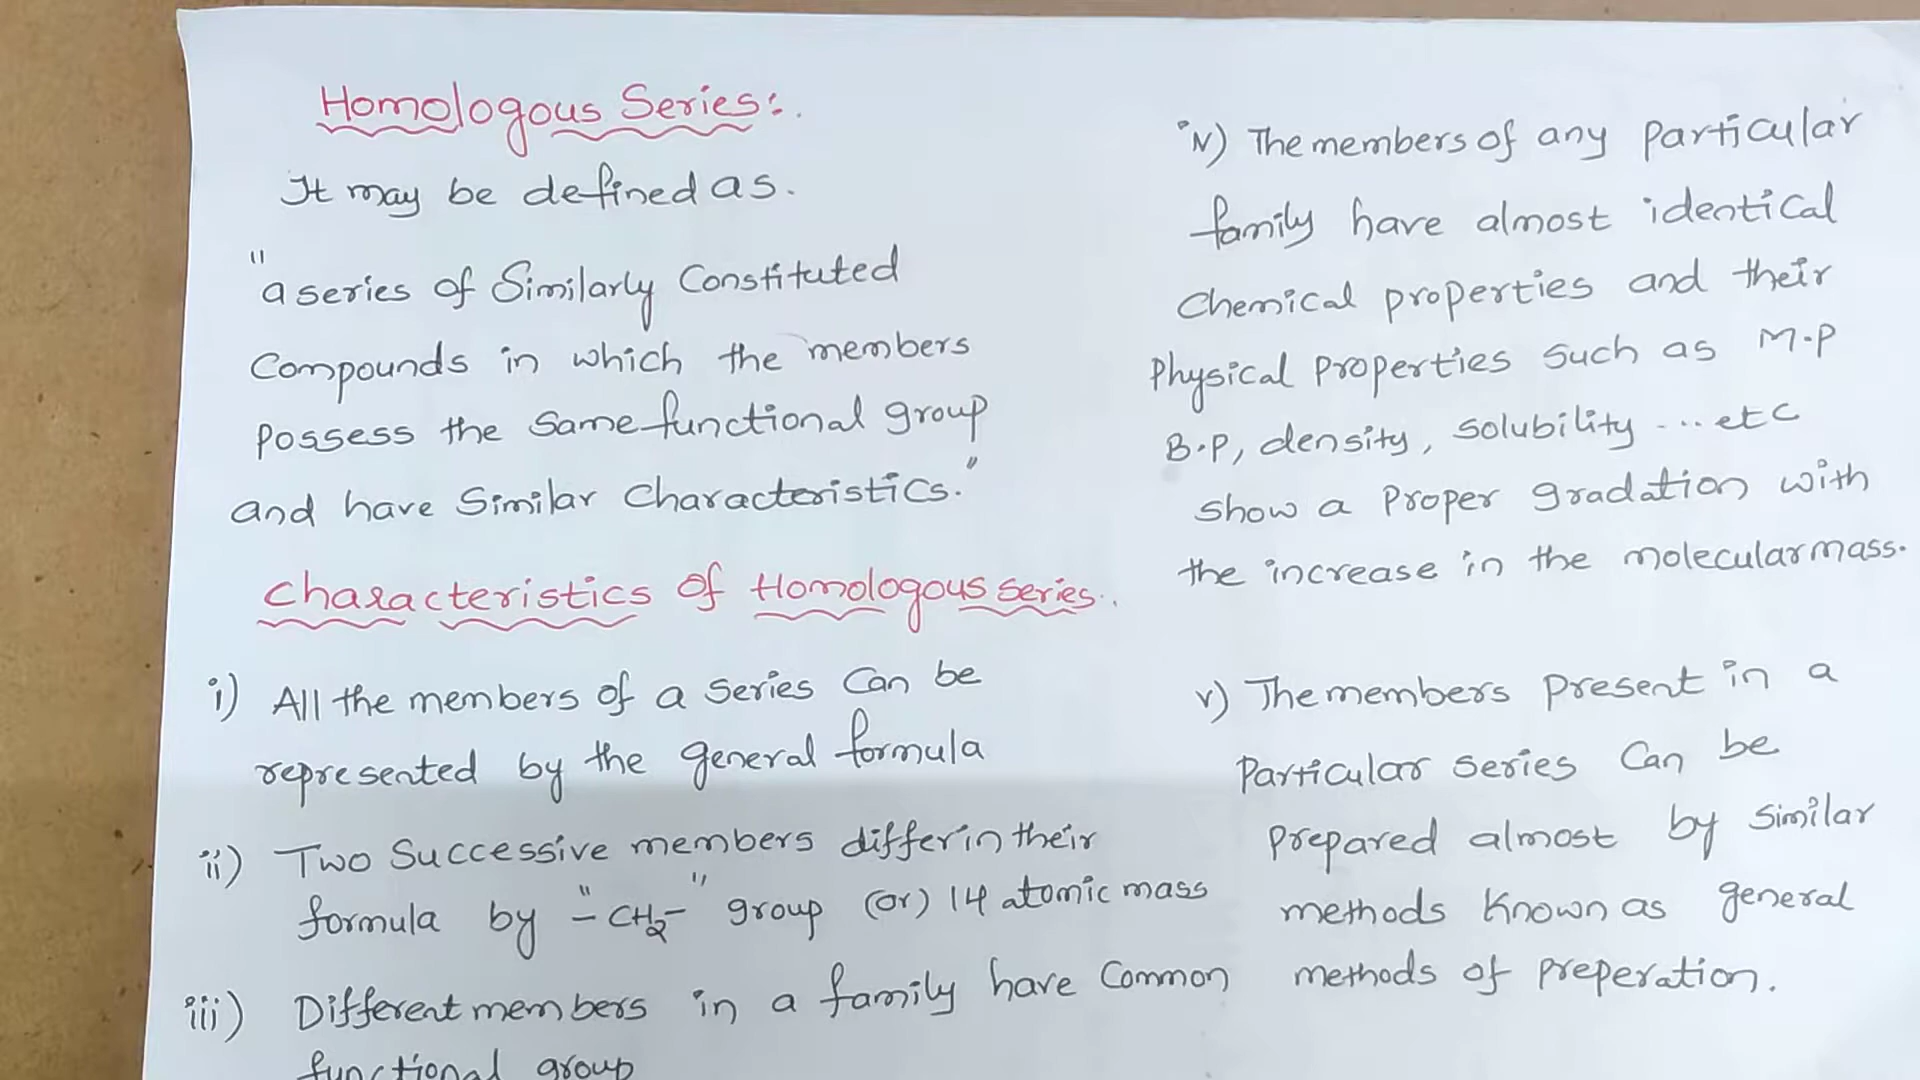 Homologous Series:.
It may be defined as.
"a series of Similarly Constituted
Compounds in which the members
Possess the same functional group
and have Similar Characteristics."
Characteristics of Homologous series.
i) All the members of a series Can be
represented by the general formula
ii) Two Successive members differ in their
formula by "-CH2-" group (or) 14 atomic mass
iii) Different members in a family have Common
functional group
iv) The members of any Particular
family have almost identical
Chemical properties and their
Physical Properties such as M.P
B.P, density, solubility ....etc
show a Proper gradation with
the increase in the molecular mass.
v) The members Present in a
Particular series Can be
Prepared almost by similar
methods Known as general
methods of preperation.